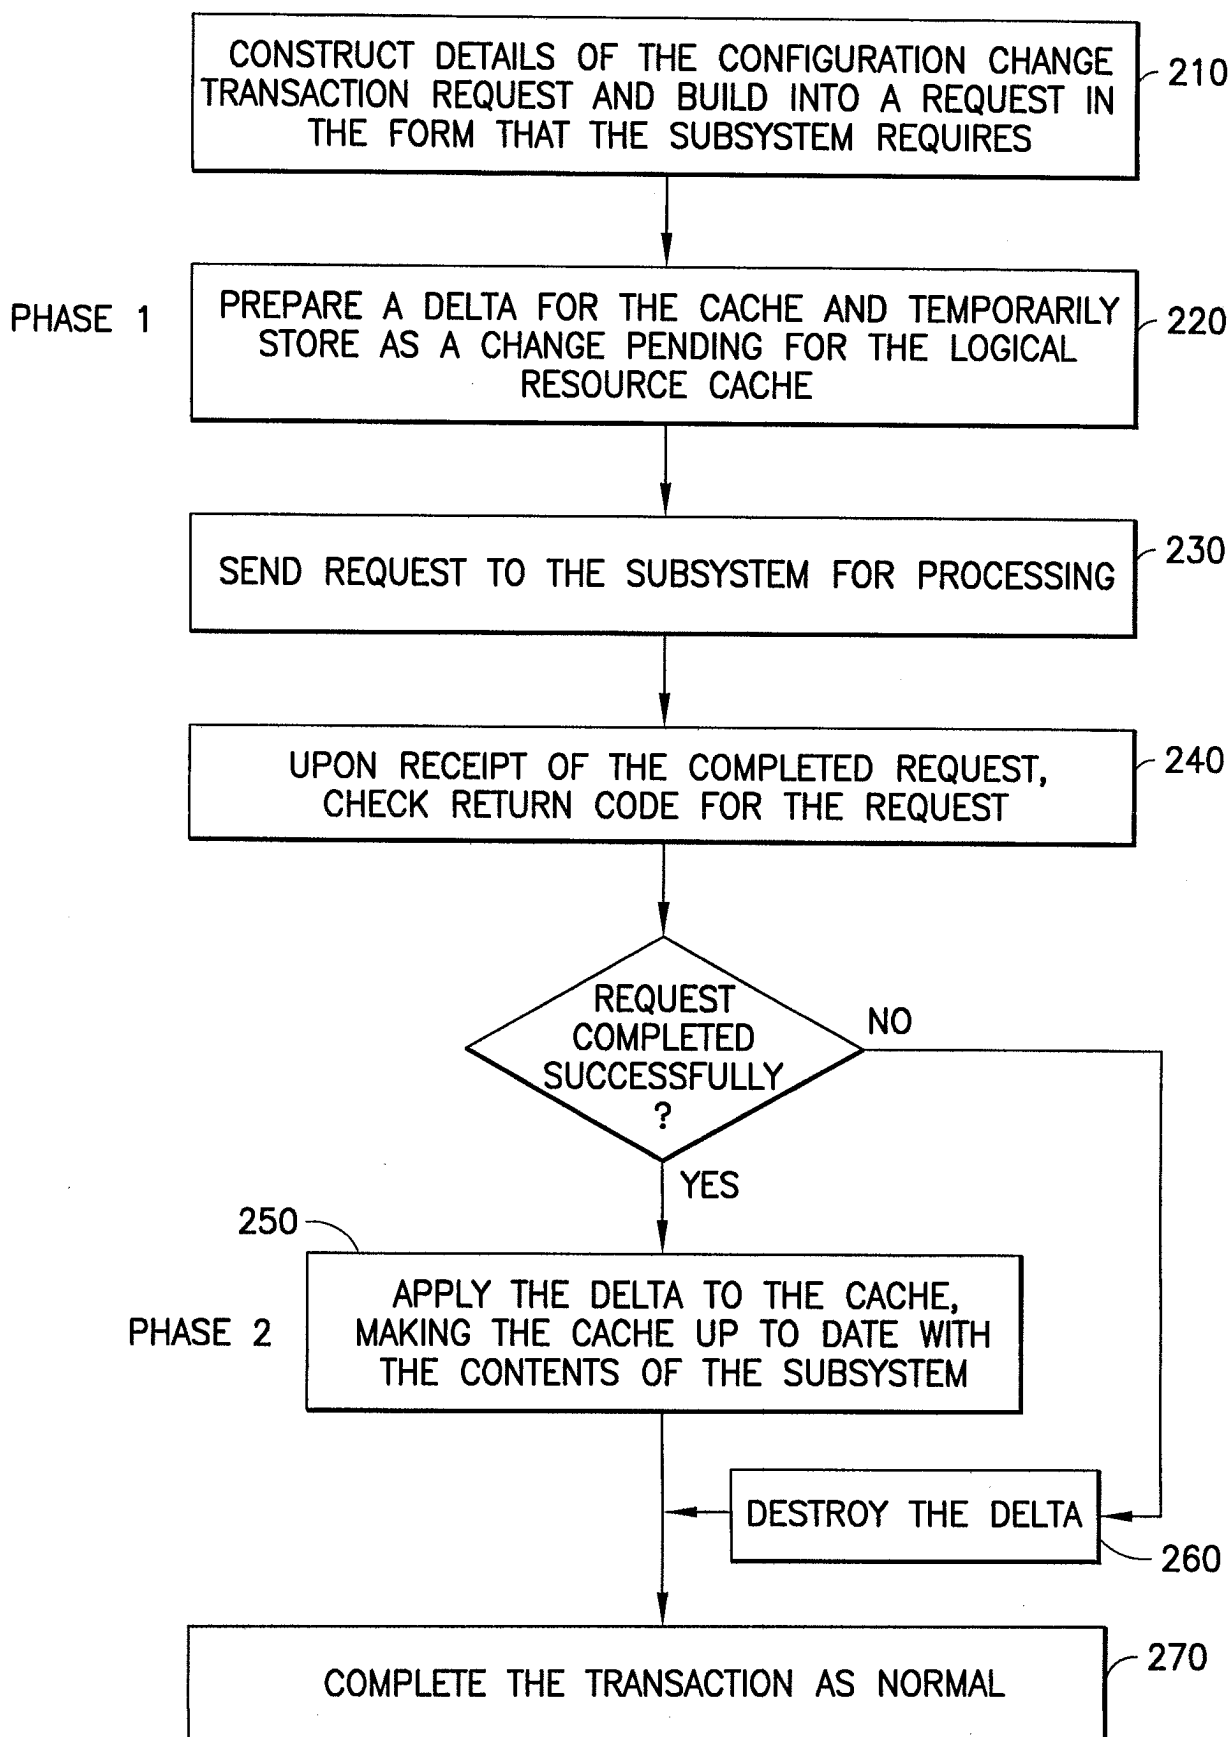 CONSTRUCT DETAILS OF THE CONFIGURATION CHANGE
TRANSACTION REQUEST AND BUILD INTO A REQUEST IN
THE FORM THAT THE SUBSYSTEM REQUIRES
210
PHASE 1
PREPARE A DELTA FOR THE CACHE AND TEMPORARILY
STORE AS A CHANGE PENDING FOR THE LOGICAL
RESOURCE CACHE
220
SEND REQUEST TO THE SUBSYSTEM FOR PROCESSING
230
UPON RECEIPT OF THE COMPLETED REQUEST,
CHECK RETURN CODE FOR THE REQUEST
240
REQUEST
COMPLETED
SUCCESSFULLY
?
NO
YES
250
PHASE 2
APPLY THE DELTA TO THE CACHE,
MAKING THE CACHE UP TO DATE WITH
THE CONTENTS OF THE SUBSYSTEM
DESTROY THE DELTA
260
COMPLETE THE TRANSACTION AS NORMAL
270